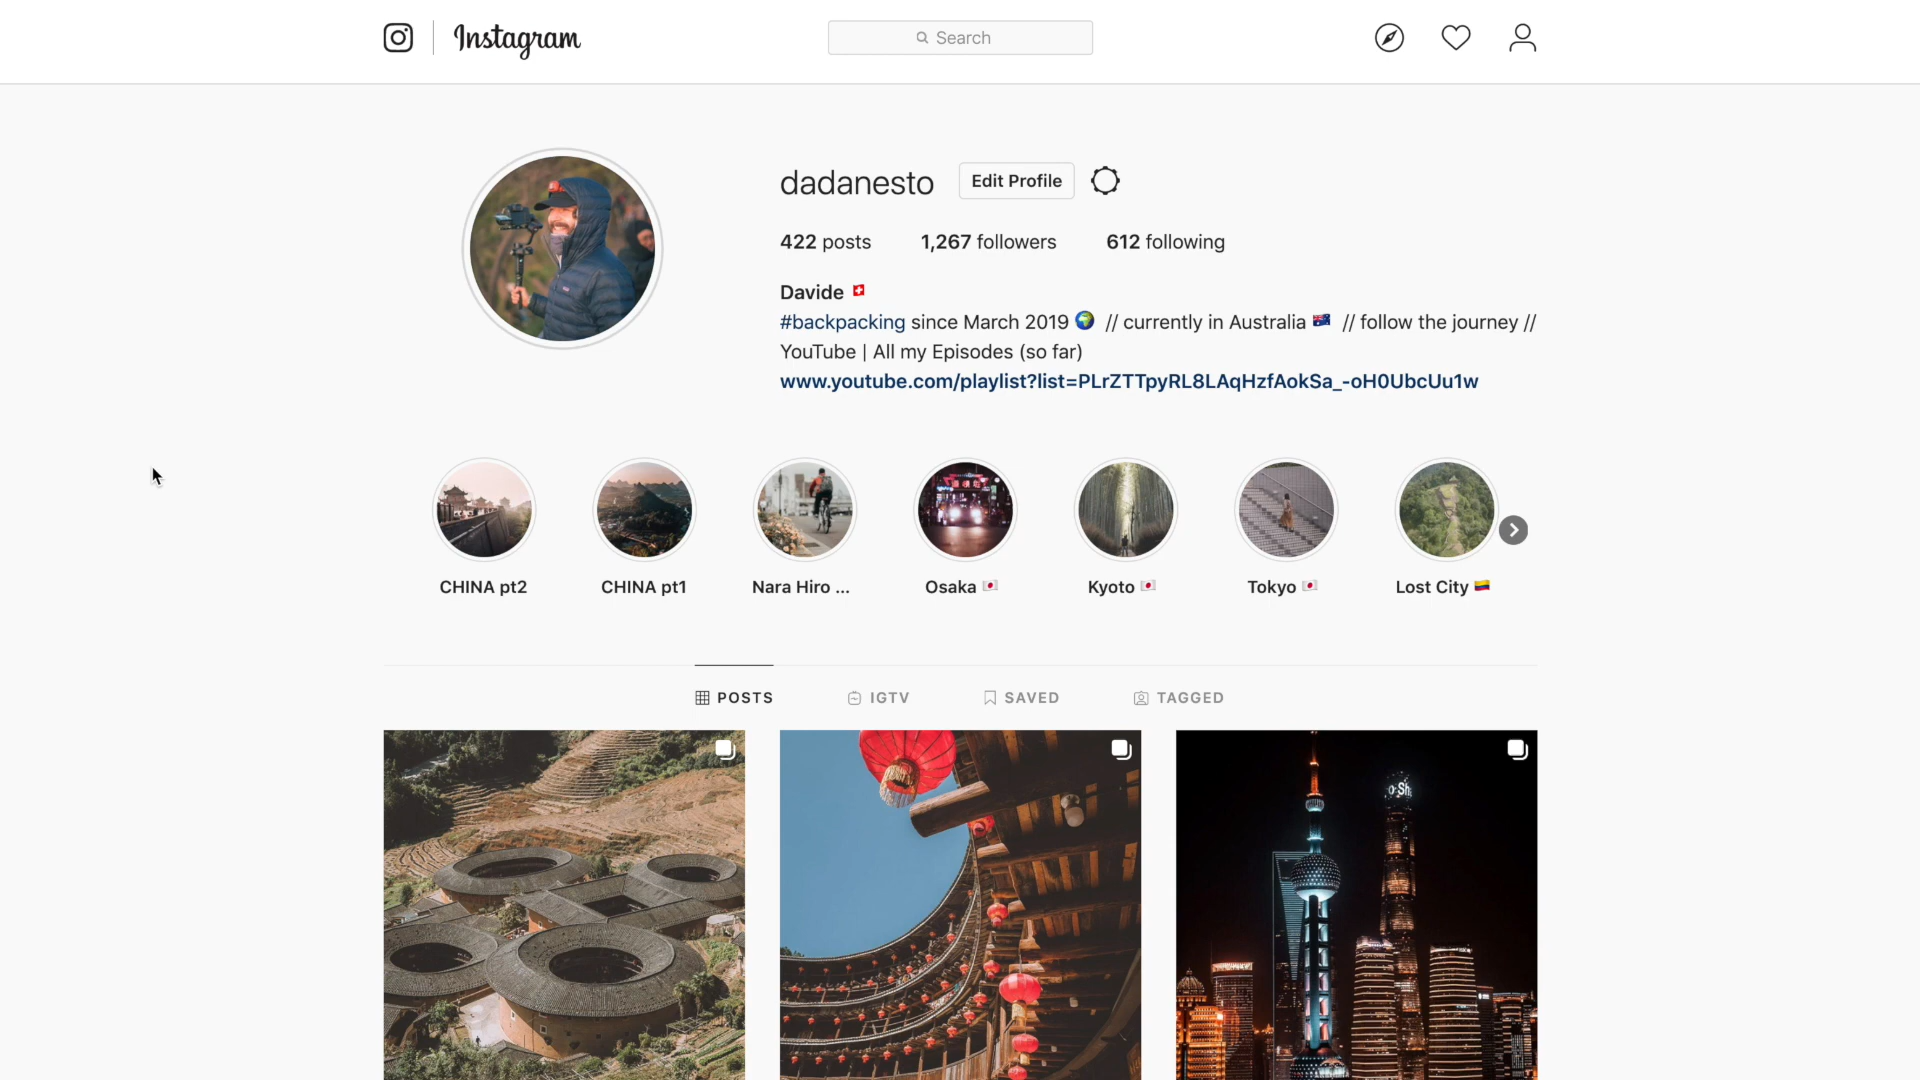 Instagram
Search
dadanesto
Edit Profile
422 posts 1,267 followers 612 following
Davide 🇨🇭
#backpacking since March 2019 🌍 // currently in Australia 🇦🇺 // follow the journey //
YouTube | All my Episodes (so far)
www.youtube.com/playlist?list=PLrZTTpyRL8LAqHzfAokSa_-oH0UbcUu1w
CHINA pt2
CHINA pt1
Nara Hiro ...
Osaka 🇯🇵
Kyoto 🇯🇵
Tokyo 🇯🇵
Lost City 🇨🇴
POSTS
IGTV
SAVED
TAGGED
o Sh